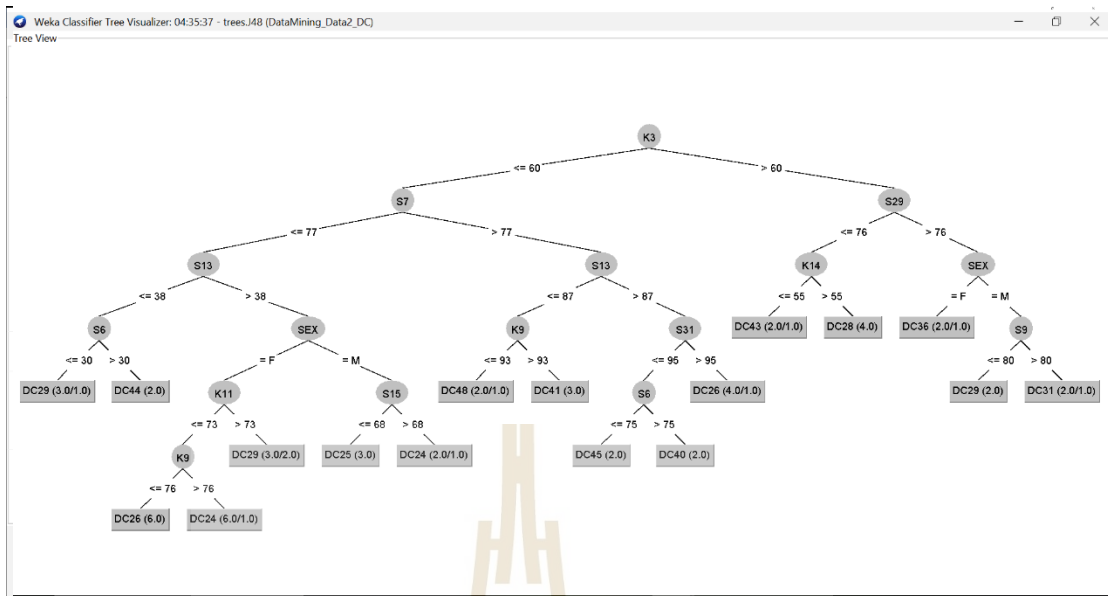 Weka Classifier Tree Visualizer: 04:35:37 - trees.J48 (DataMining_Data2_DC)
Tree View
K3
<= 60 > 60
S7 S29
<= 77 > 77 <= 76 > 76
S13 S13 K14 SEX
<= 38 > 38 <= 87 > 87 <= 55 > 55 = F = M
S6 SEX K9 S31 DC43 (2.0/1.0) DC28 (4.0) DC36 (2.0/1.0) S9
<= 30 > 30 = F = M <= 93 > 93 <= 95 > 95 <= 80 > 80
DC29 (3.0/1.0) DC44 (2.0) K11 S15 DC48 (2.0/1.0) DC41 (3.0) S6 DC26 (4.0/1.0) DC29 (2.0) DC31 (2.0/1.0)
<= 73 > 73 <= 68 > 68 <= 75 > 75
K9 DC29 (3.0/2.0) DC25 (3.0) DC24 (2.0/1.0) DC45 (2.0) DC40 (2.0)
<= 76 > 76
DC26 (6.0) DC24 (6.0/1.0)